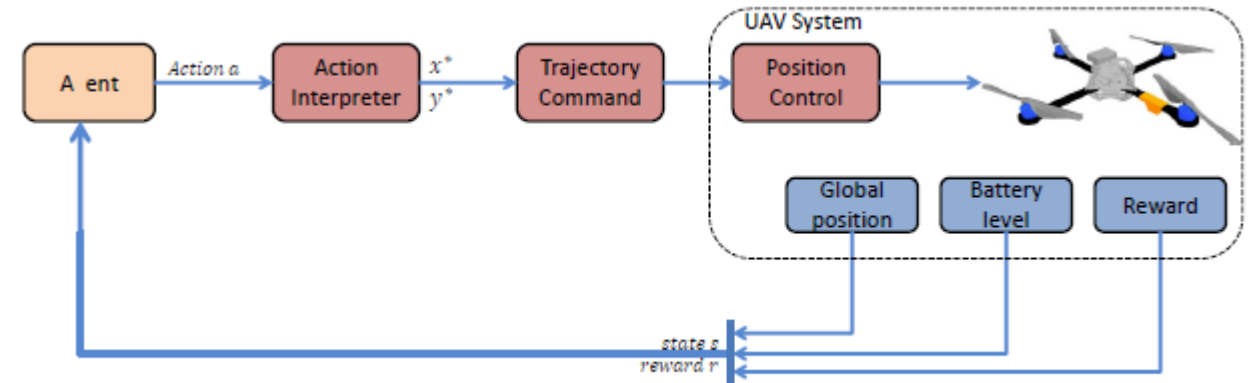 UAV System
A ent
Action a
Action
Interpreter
x*
y*
Trajectory
Command
Position
Control
Global
position
Battery
level
Reward
state s
reward r